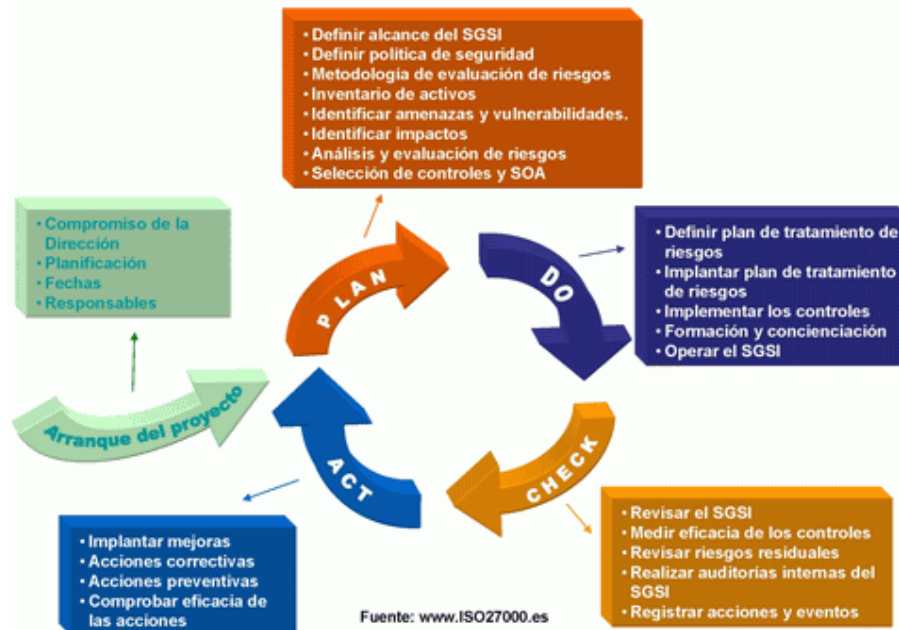 • Definir alcance del SGSI
• Definir política de seguridad
• Metodología de evaluación de riesgos
• Inventario de activos
• Identificar amenazas y vulnerabilidades.
• Identificar impactos
• Análisis y evaluación de riesgos
• Selección de controles y SOA
• Compromiso de la
Dirección
• Planificación
• Fechas
• Responsables
Arranque del proyecto
PLAN
DO
• Definir plan de tratamiento de
riesgos
• Implantar plan de tratamiento
de riesgos
• Implementar los controles
• Formación y concienciación
• Operar el SGSI
CHECK
• Revisar el SGSI
• Medir eficacia de los controles
• Revisar riesgos residuales
• Realizar auditorías internas del
SGSI
• Registrar acciones y eventos
ACT
• Implantar mejoras
• Acciones correctivas
• Acciones preventivas
• Comprobar eficacia de
las acciones
Fuente: www.ISO27000.es